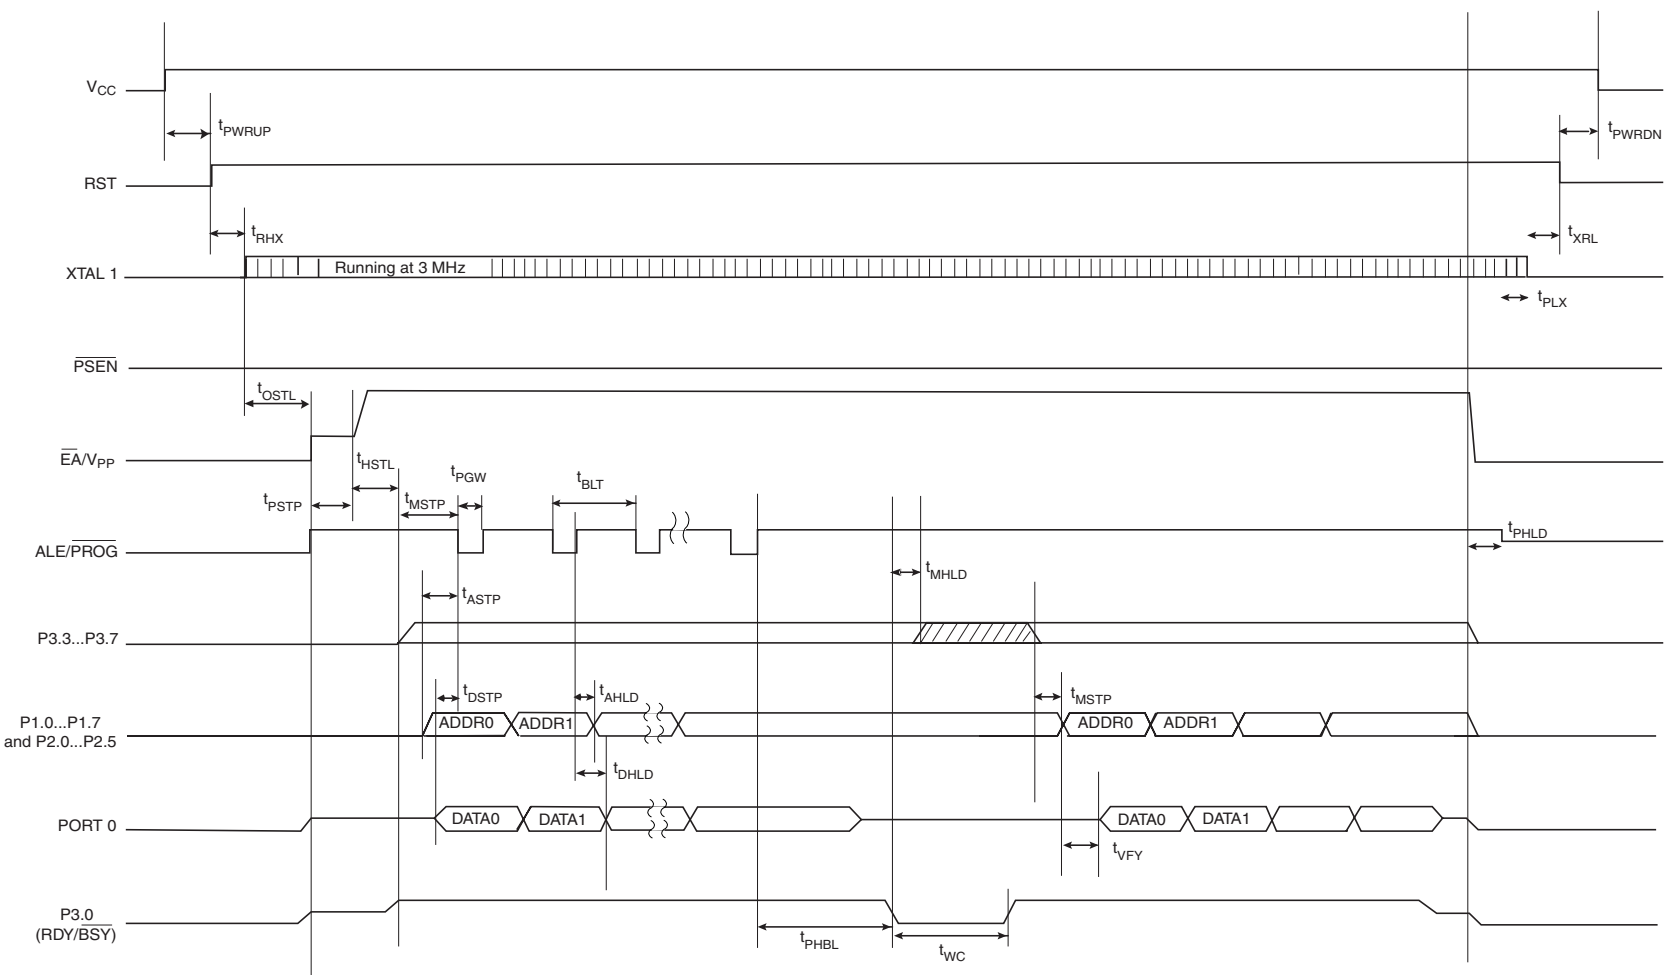 VCC
tPWRUP
tPWRDN
RST
tRHX
tXRL
XTAL 1
Running at 3 MHz
tPLX
PSEN
tOSTL
EA/VPP
tHSTL
tPGW
tBLT
tPSTP
tMSTP
ALE/PROG
tPHLD
tMHLD
tASTP
P3.3...P3.7
tDSTP
tAHLD
tMSTP
P1.0...P1.7
and P2.0...P2.5
ADDR0
ADDR1
ADDR0
ADDR1
tDHLD
PORT 0
DATA0
DATA1
DATA0
DATA1
tVFY
P3.0
(RDY/BSY)
tPHBL
tWC